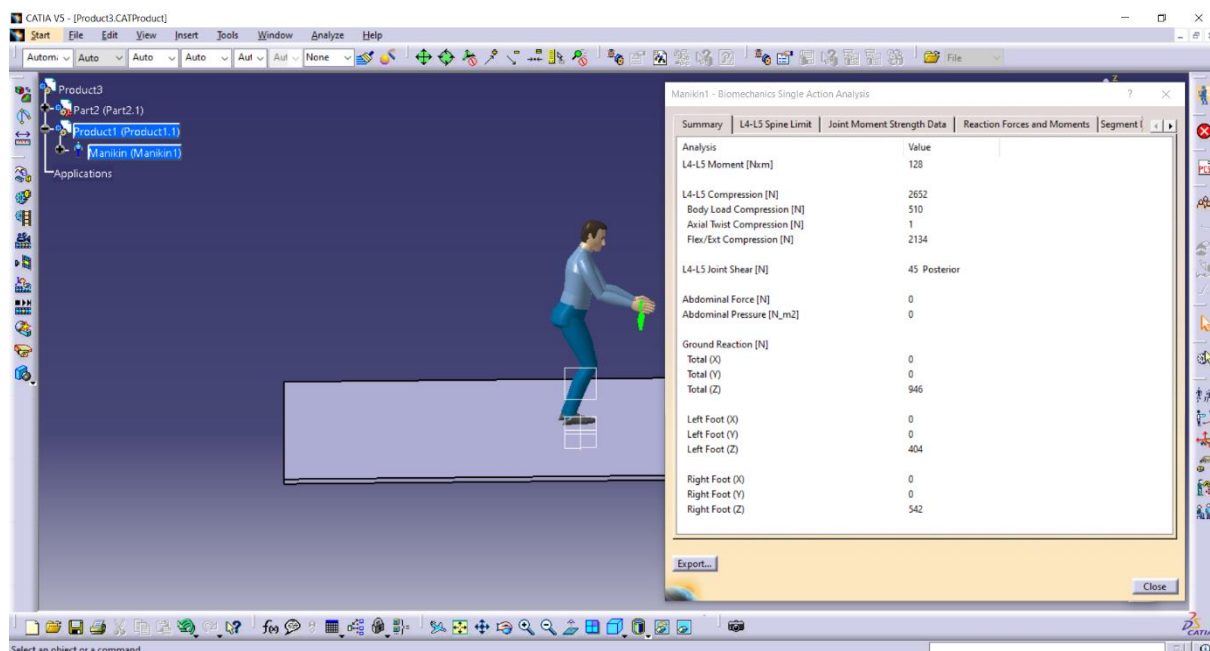 CATIA V5 - [Product3.CATProduct]
Start File Edit View Insert Tools Window Analyze Help
Auto Auto Auto Aut Aut None File
Product3
Part2 (Part2.1)
Product1 (Product1.1)
Manikin (Manikin1)
Applications
z
Manikin1 - Biomechanics Single Action Analysis ?
Summary L4-L5 Spine Limit Joint Moment Strength Data Reaction Forces and Moments Segment
Analysis Value
L4-L5 Moment [Nxm] 128
L4-L5 Compression [N] 2652
Body Load Compression [N] 510
Axial Twist Compression [N] 1
Flex/Ext Compression [N] 2134
L4-L5 Joint Shear [N] 45 Posterior
Abdominal Force [N] 0
Abdominal Pressure [N_m2] 0
Ground Reaction [N]
Total (X) 0
Total (Y) 0
Total (Z) 946
Left Foot (X) 0
Left Foot (Y) 0
Left Foot (Z) 404
Right Foot (X) 0
Right Foot (Y) 0
Right Foot (Z) 542
Export...
Close
f(x)
CATIA
Select an object or a command